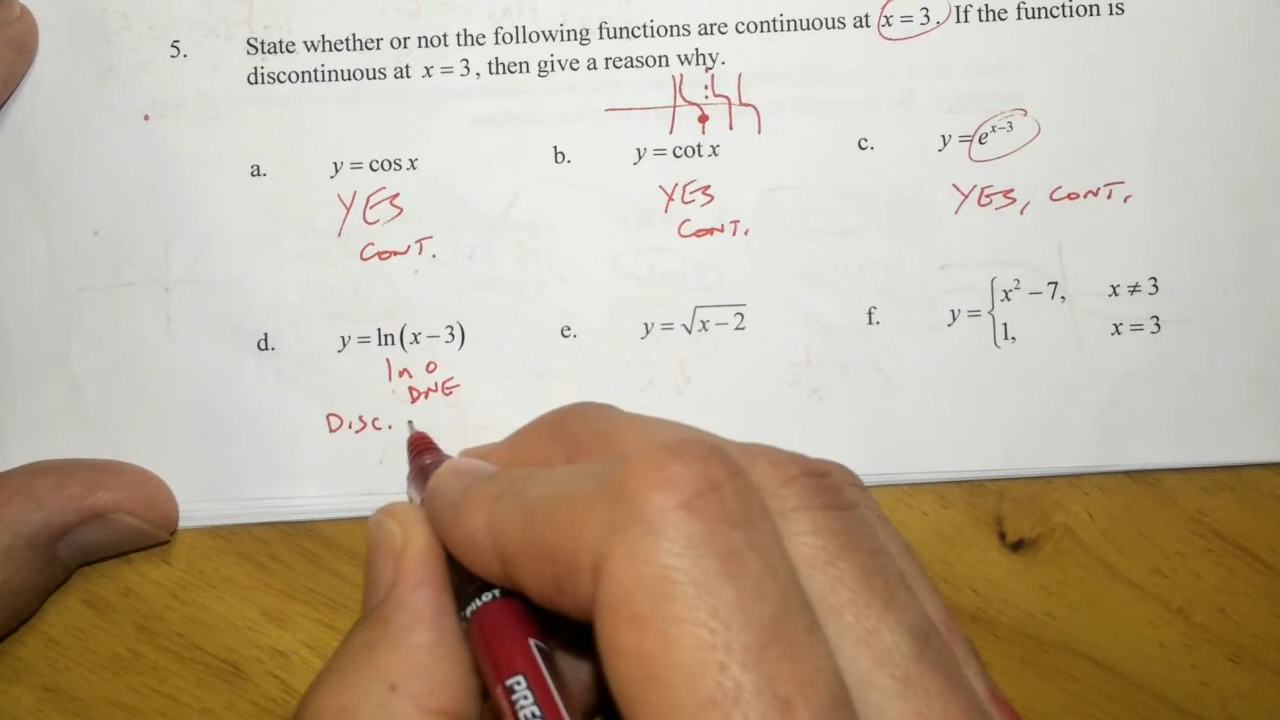 5. State whether or not the following functions are continuous at x = 3. If the function is
discontinuous at x = 3, then give a reason why.
a. y = cos x
YES
CONT.
b. y = cot x
YES
CONT.
c. y = e^{x−3}
YES, CONT.
d. y = ln(x − 3)
ln 0
DNE
Disc.
e. y = √(x − 2)
f. y = { x² − 7, x ≠ 3
1, x = 3
PILOT